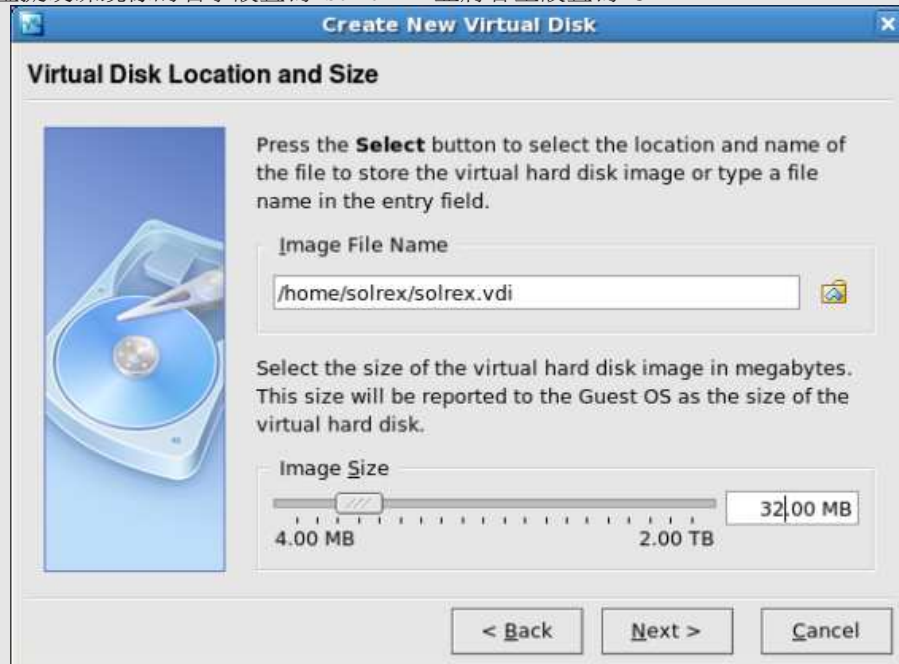 Create New Virtual Disk
Virtual Disk Location and Size
Press the Select button to select the location and name of
the file to store the virtual hard disk image or type a file
name in the entry field.
Image File Name
/home/solrex/solrex.vdi
Select the size of the virtual hard disk image in megabytes.
This size will be reported to the Guest OS as the size of the
virtual hard disk.
Image Size
32.00 MB
4.00 MB
2.00 TB
< Back
Next >
Cancel